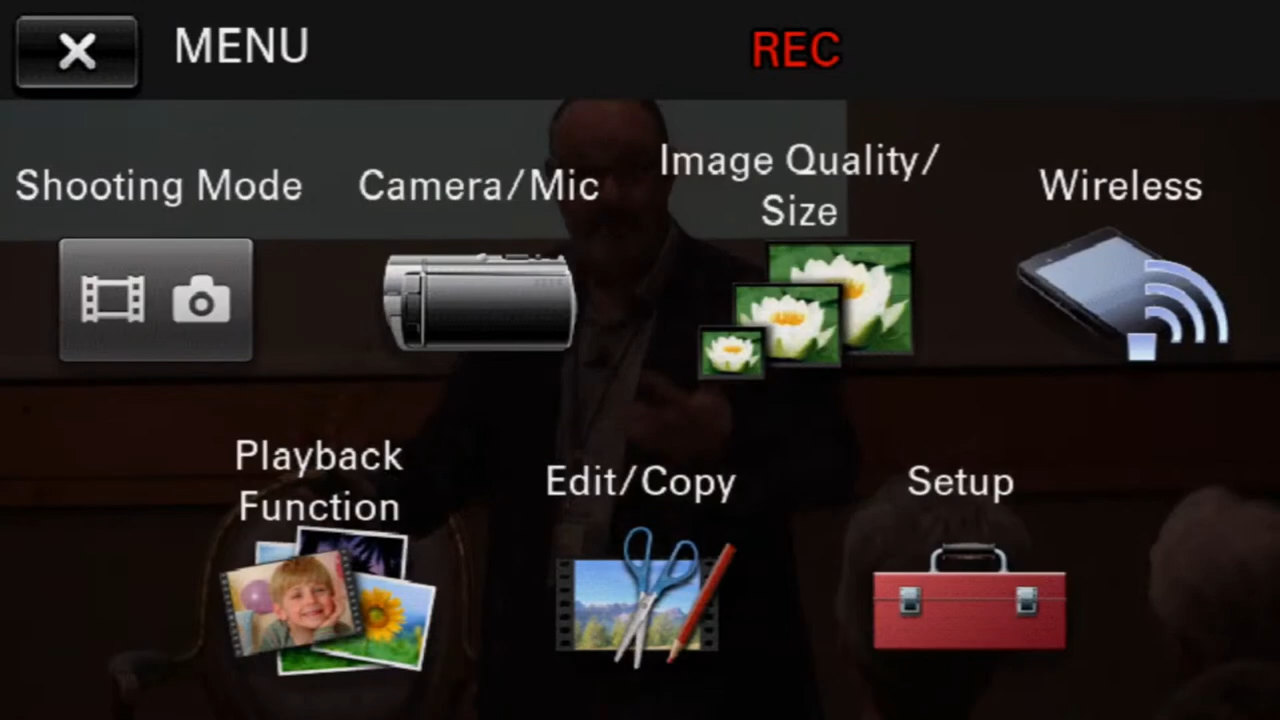 MENU
REC
Shooting Mode
Camera/Mic
Image Quality/
Size
Wireless
Playback
Function
Edit/Copy
Setup